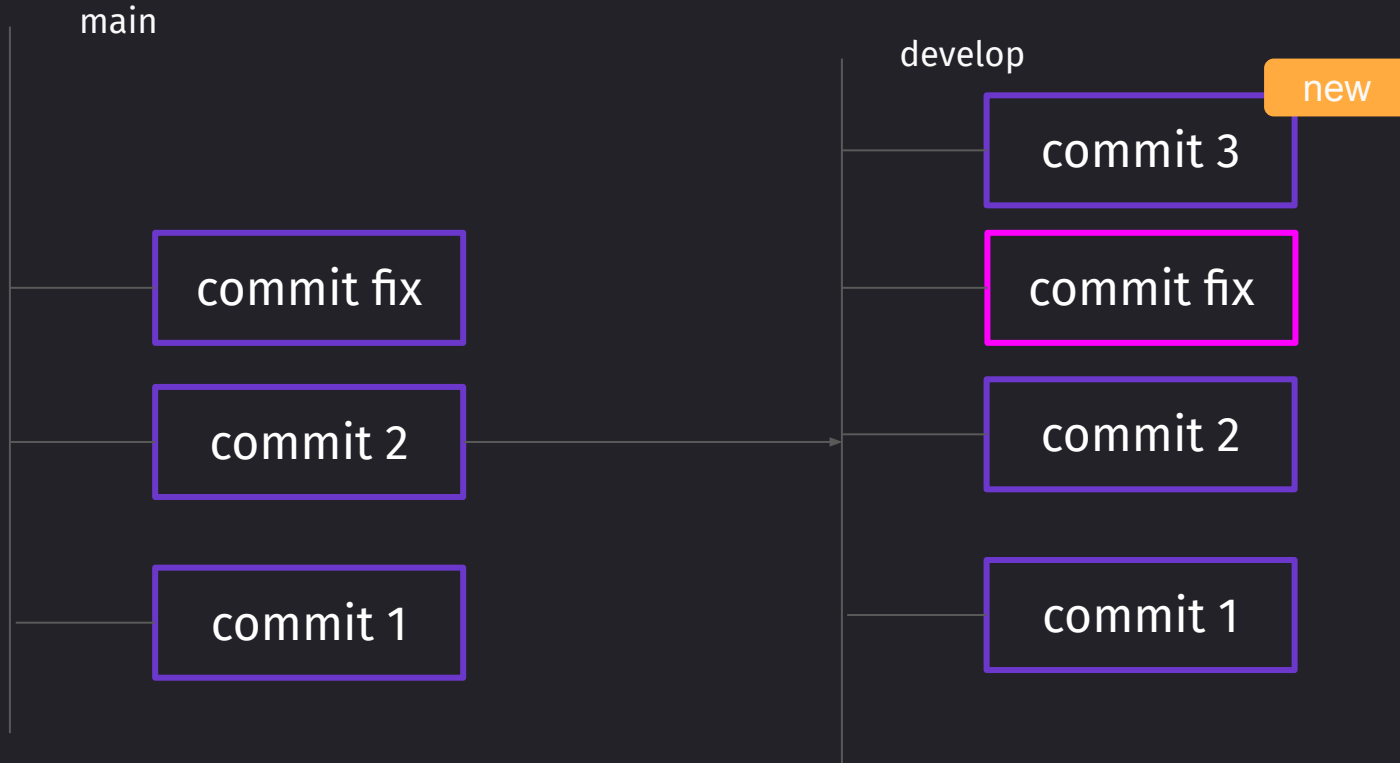 main
commit fix
commit 2
commit 1
develop
new
commit 3
commit fix
commit 2
commit 1